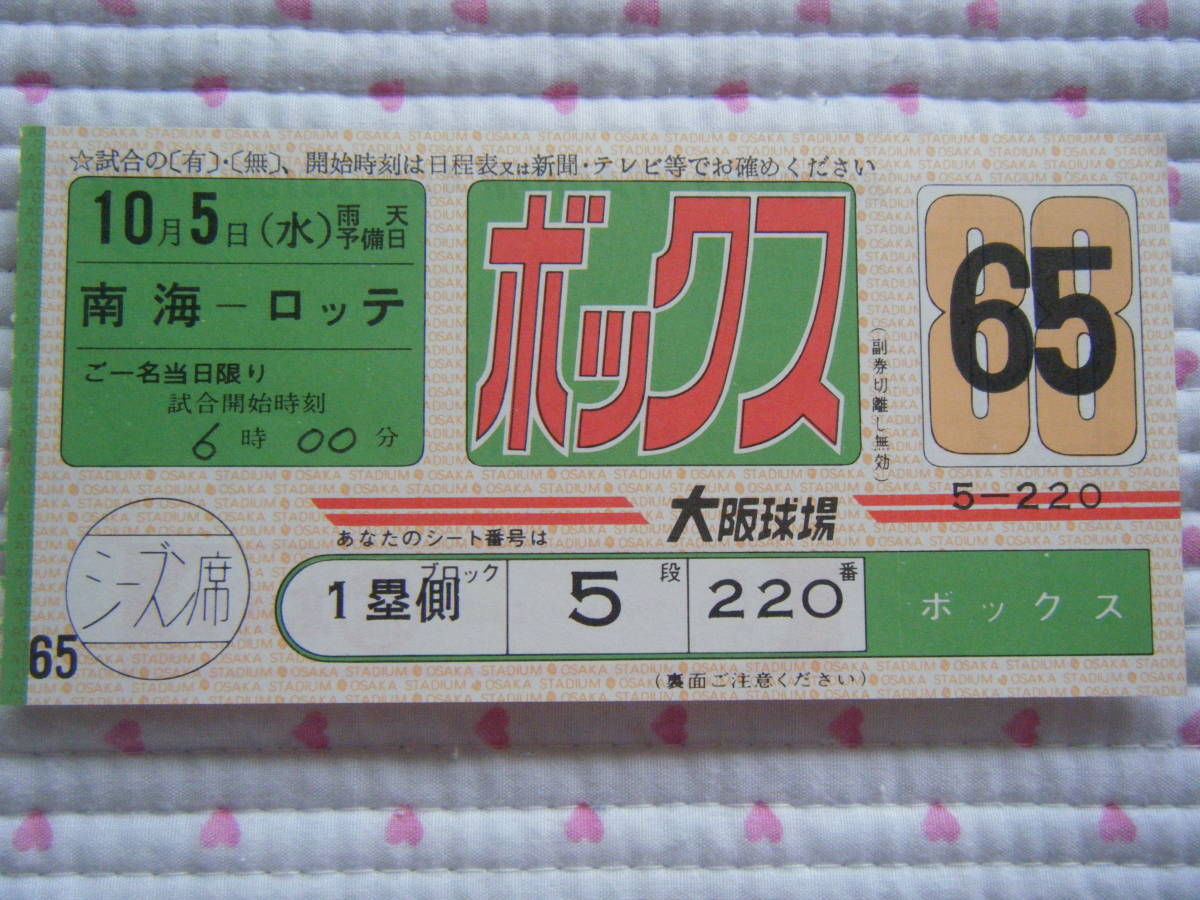 ☆試合の〔有〕・〔無〕、開始時刻は日程表又は新聞・テレビ等でお確めください
10月5日(水)雨天予備日
南海－ロッテ
ご一名当日限り
試合開始時刻
6時00分
ボックス
(副券切離し無効)
88
65
5－220
大阪球場
あなたのシート番号は
シーズン席
1塁側 ブロック 5 段 220 番 ボックス
65
(裏面ご注意ください)
OSAKA STADIUM